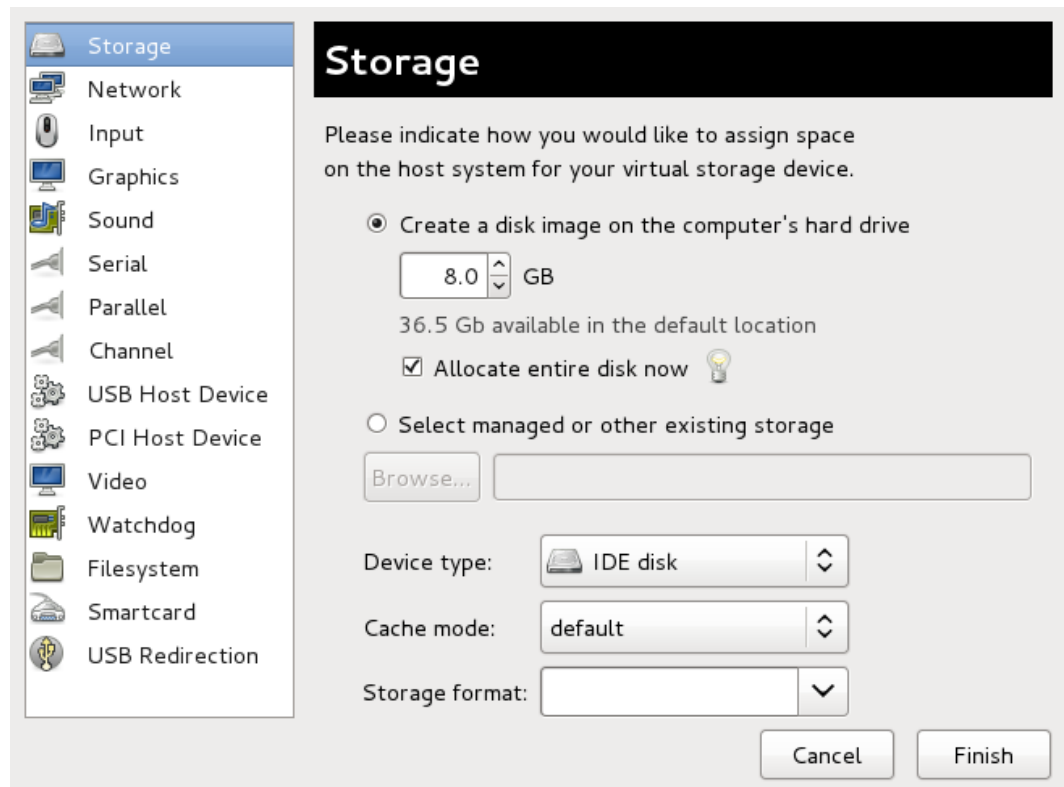 Storage
Network
Input
Graphics
Sound
Serial
Parallel
Channel
USB Host Device
PCI Host Device
Video
Watchdog
Filesystem
Smartcard
USB Redirection
Storage
Please indicate how you would like to assign space
on the host system for your virtual storage device.
Create a disk image on the computer's hard drive
8.0 GB
36.5 Gb available in the default location
Allocate entire disk now
Select managed or other existing storage
Browse...
Device type: IDE disk
Cache mode: default
Storage format:
Cancel Finish